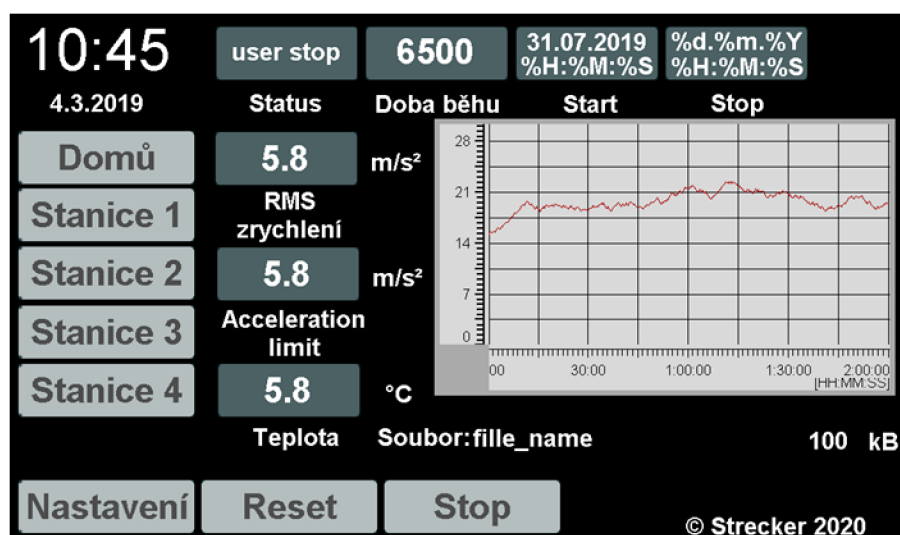 10:45
user stop
6500
31.07.2019
%H:%M:%S
%d.%m.%Y
%H:%M:%S
4.3.2019
Status
Doba běhu
Start
Stop
Domů
5.8
m/s²
RMS
zrychlení
Stanice 1
Stanice 2
5.8
m/s²
Acceleration
limit
Stanice 3
Stanice 4
5.8
°C
Teplota
28
21
14
7
0
00
30:00
1:00:00
1:30:00
2:00:00
[HH:MM:SS]
Soubor:fille_name
100 kB
Nastavení
Reset
Stop
© Strecker 2020